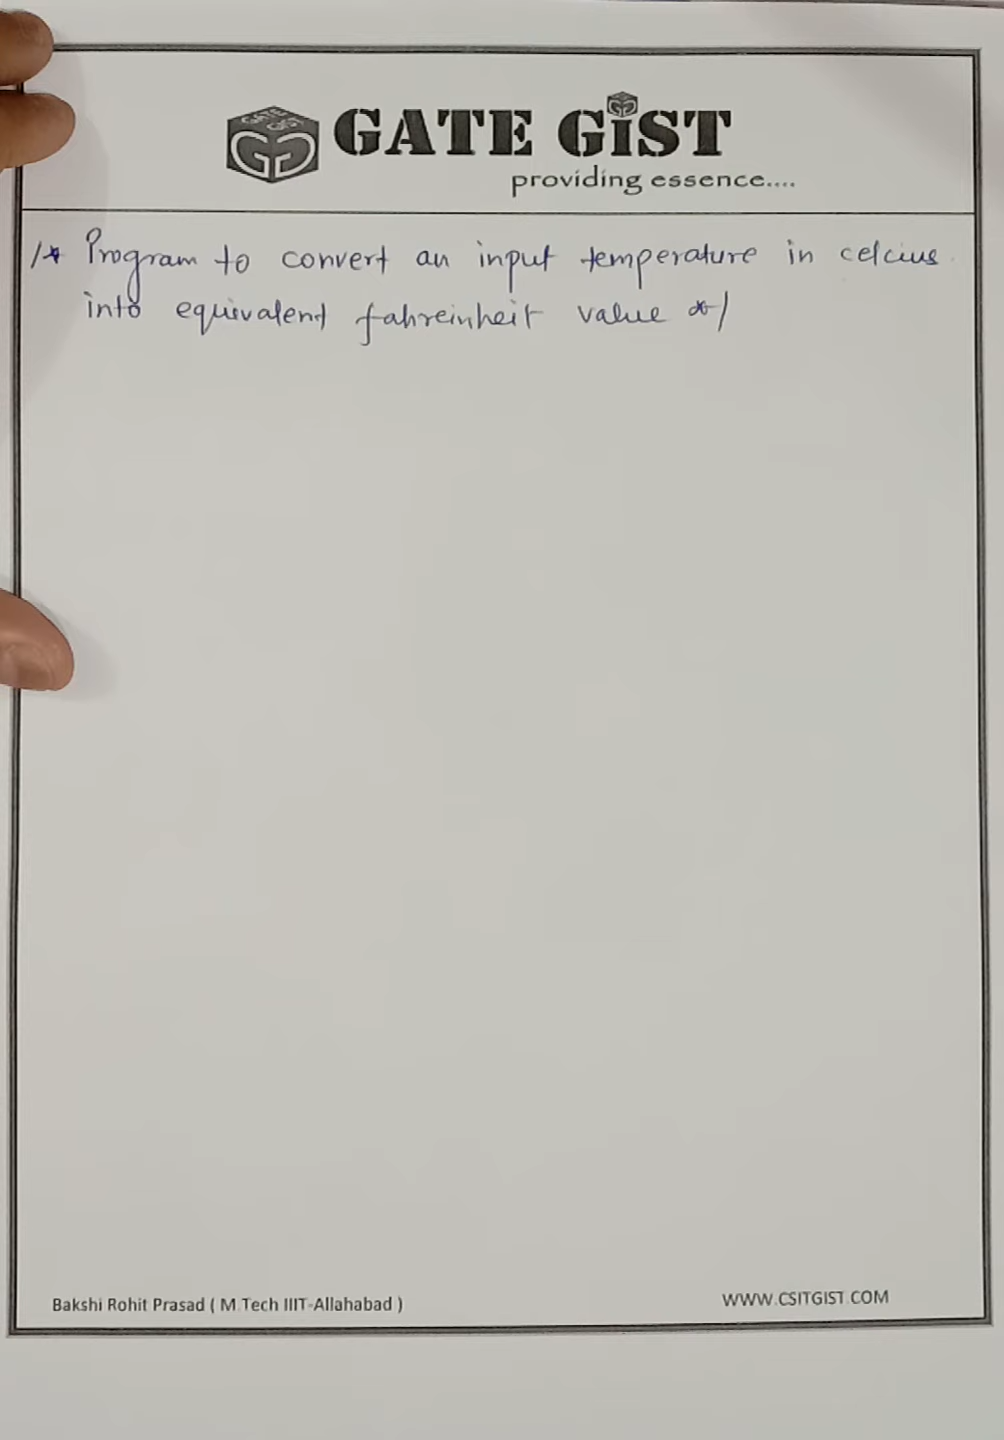 GATE GiST
providing essence....
/* Program to convert an input temperature in celcius
into equivalent fahreinheit value */
Bakshi Rohit Prasad ( M.Tech IIIT-Allahabad )
WWW.CSITGIST.COM